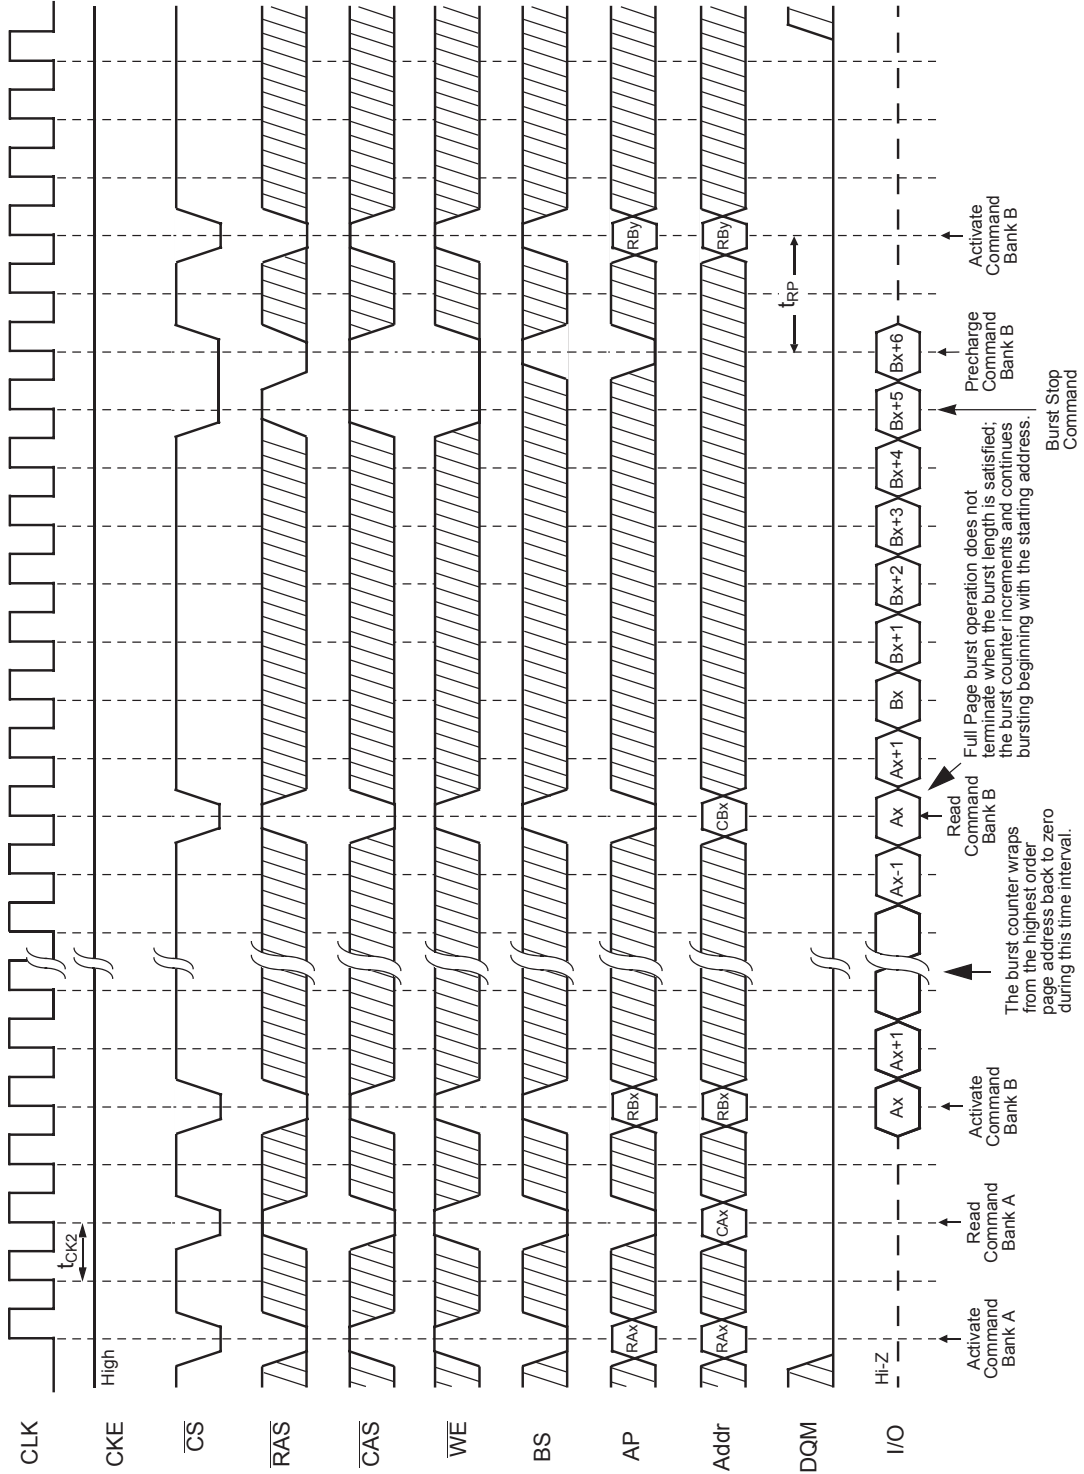 CLK
CKE
CS
RAS
CAS
WE
BS
AP
Addr
DQM
I/O
High
tCK2
RAx
RBx
RBy
RAx
CAx
RBx
CBx
RBy
tRP
Hi-Z
Ax
Ax+1
Ax-1
Ax
Ax+1
Bx
Bx+1
Bx+2
Bx+3
Bx+4
Bx+5
Bx+6
Activate
Command
Bank A
Read
Command
Bank A
Activate
Command
Bank B
The burst counter wraps
from the highest order
page address back to zero
during this time interval.
Read
Command
Bank B
Full Page burst operation does not
terminate when the burst length is satisfied;
the burst counter increments and continues
bursting beginning with the starting address.
Burst Stop
Command
Precharge
Command
Bank B
Activate
Command
Bank B